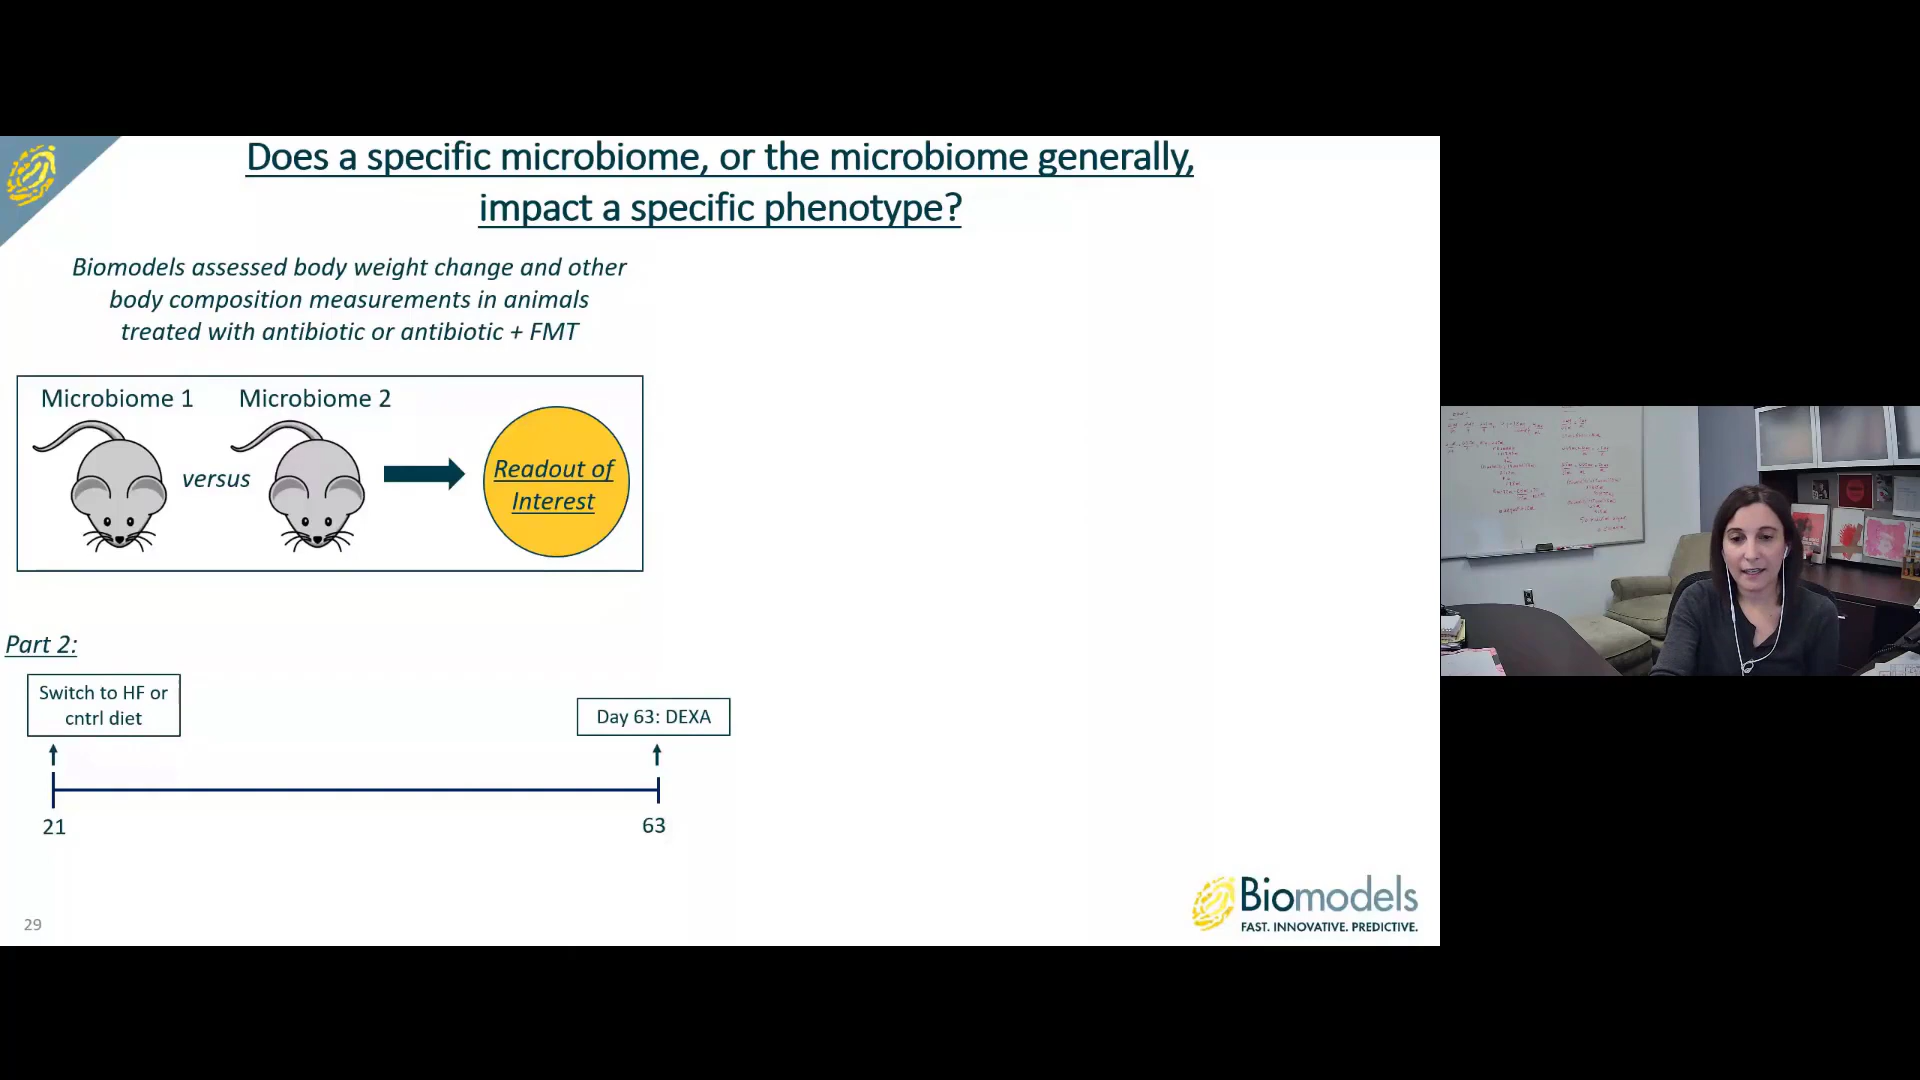 Does a specific microbiome, or the microbiome generally,
impact a specific phenotype?
Biomodels assessed body weight change and other
body composition measurements in animals
treated with antibiotic or antibiotic + FMT
Microbiome 1
Microbiome 2
versus
Readout of
Interest
Part 2:
Switch to HF or
cntrl diet
Day 63: DEXA
21
63
29
Biomodels
FAST. INNOVATIVE. PREDICTIVE.